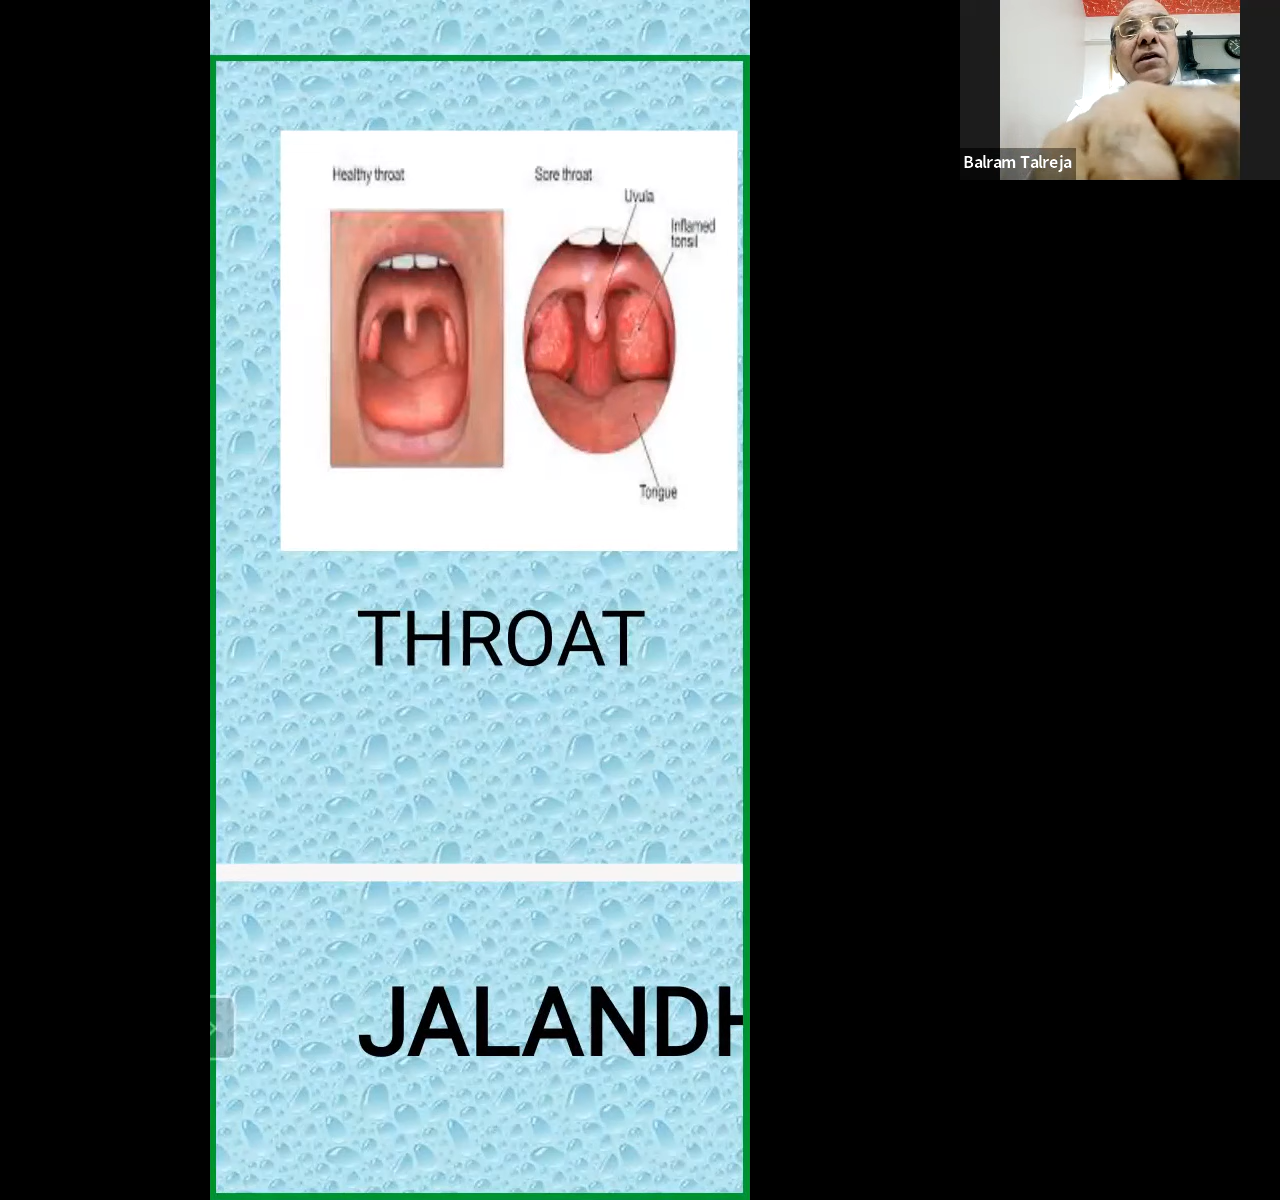 Healthy throat
Sore throat
Uvula
Inflamed
tonsil
Tongue
THROAT
JALANDH
Balram Talreja